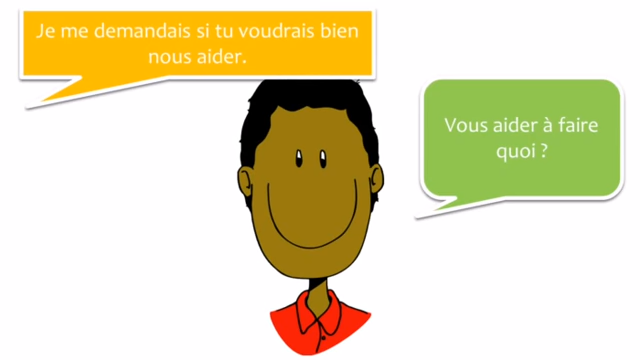 Je me demandais si tu voudrais bien
nous aider.
Vous aider à faire
quoi ?